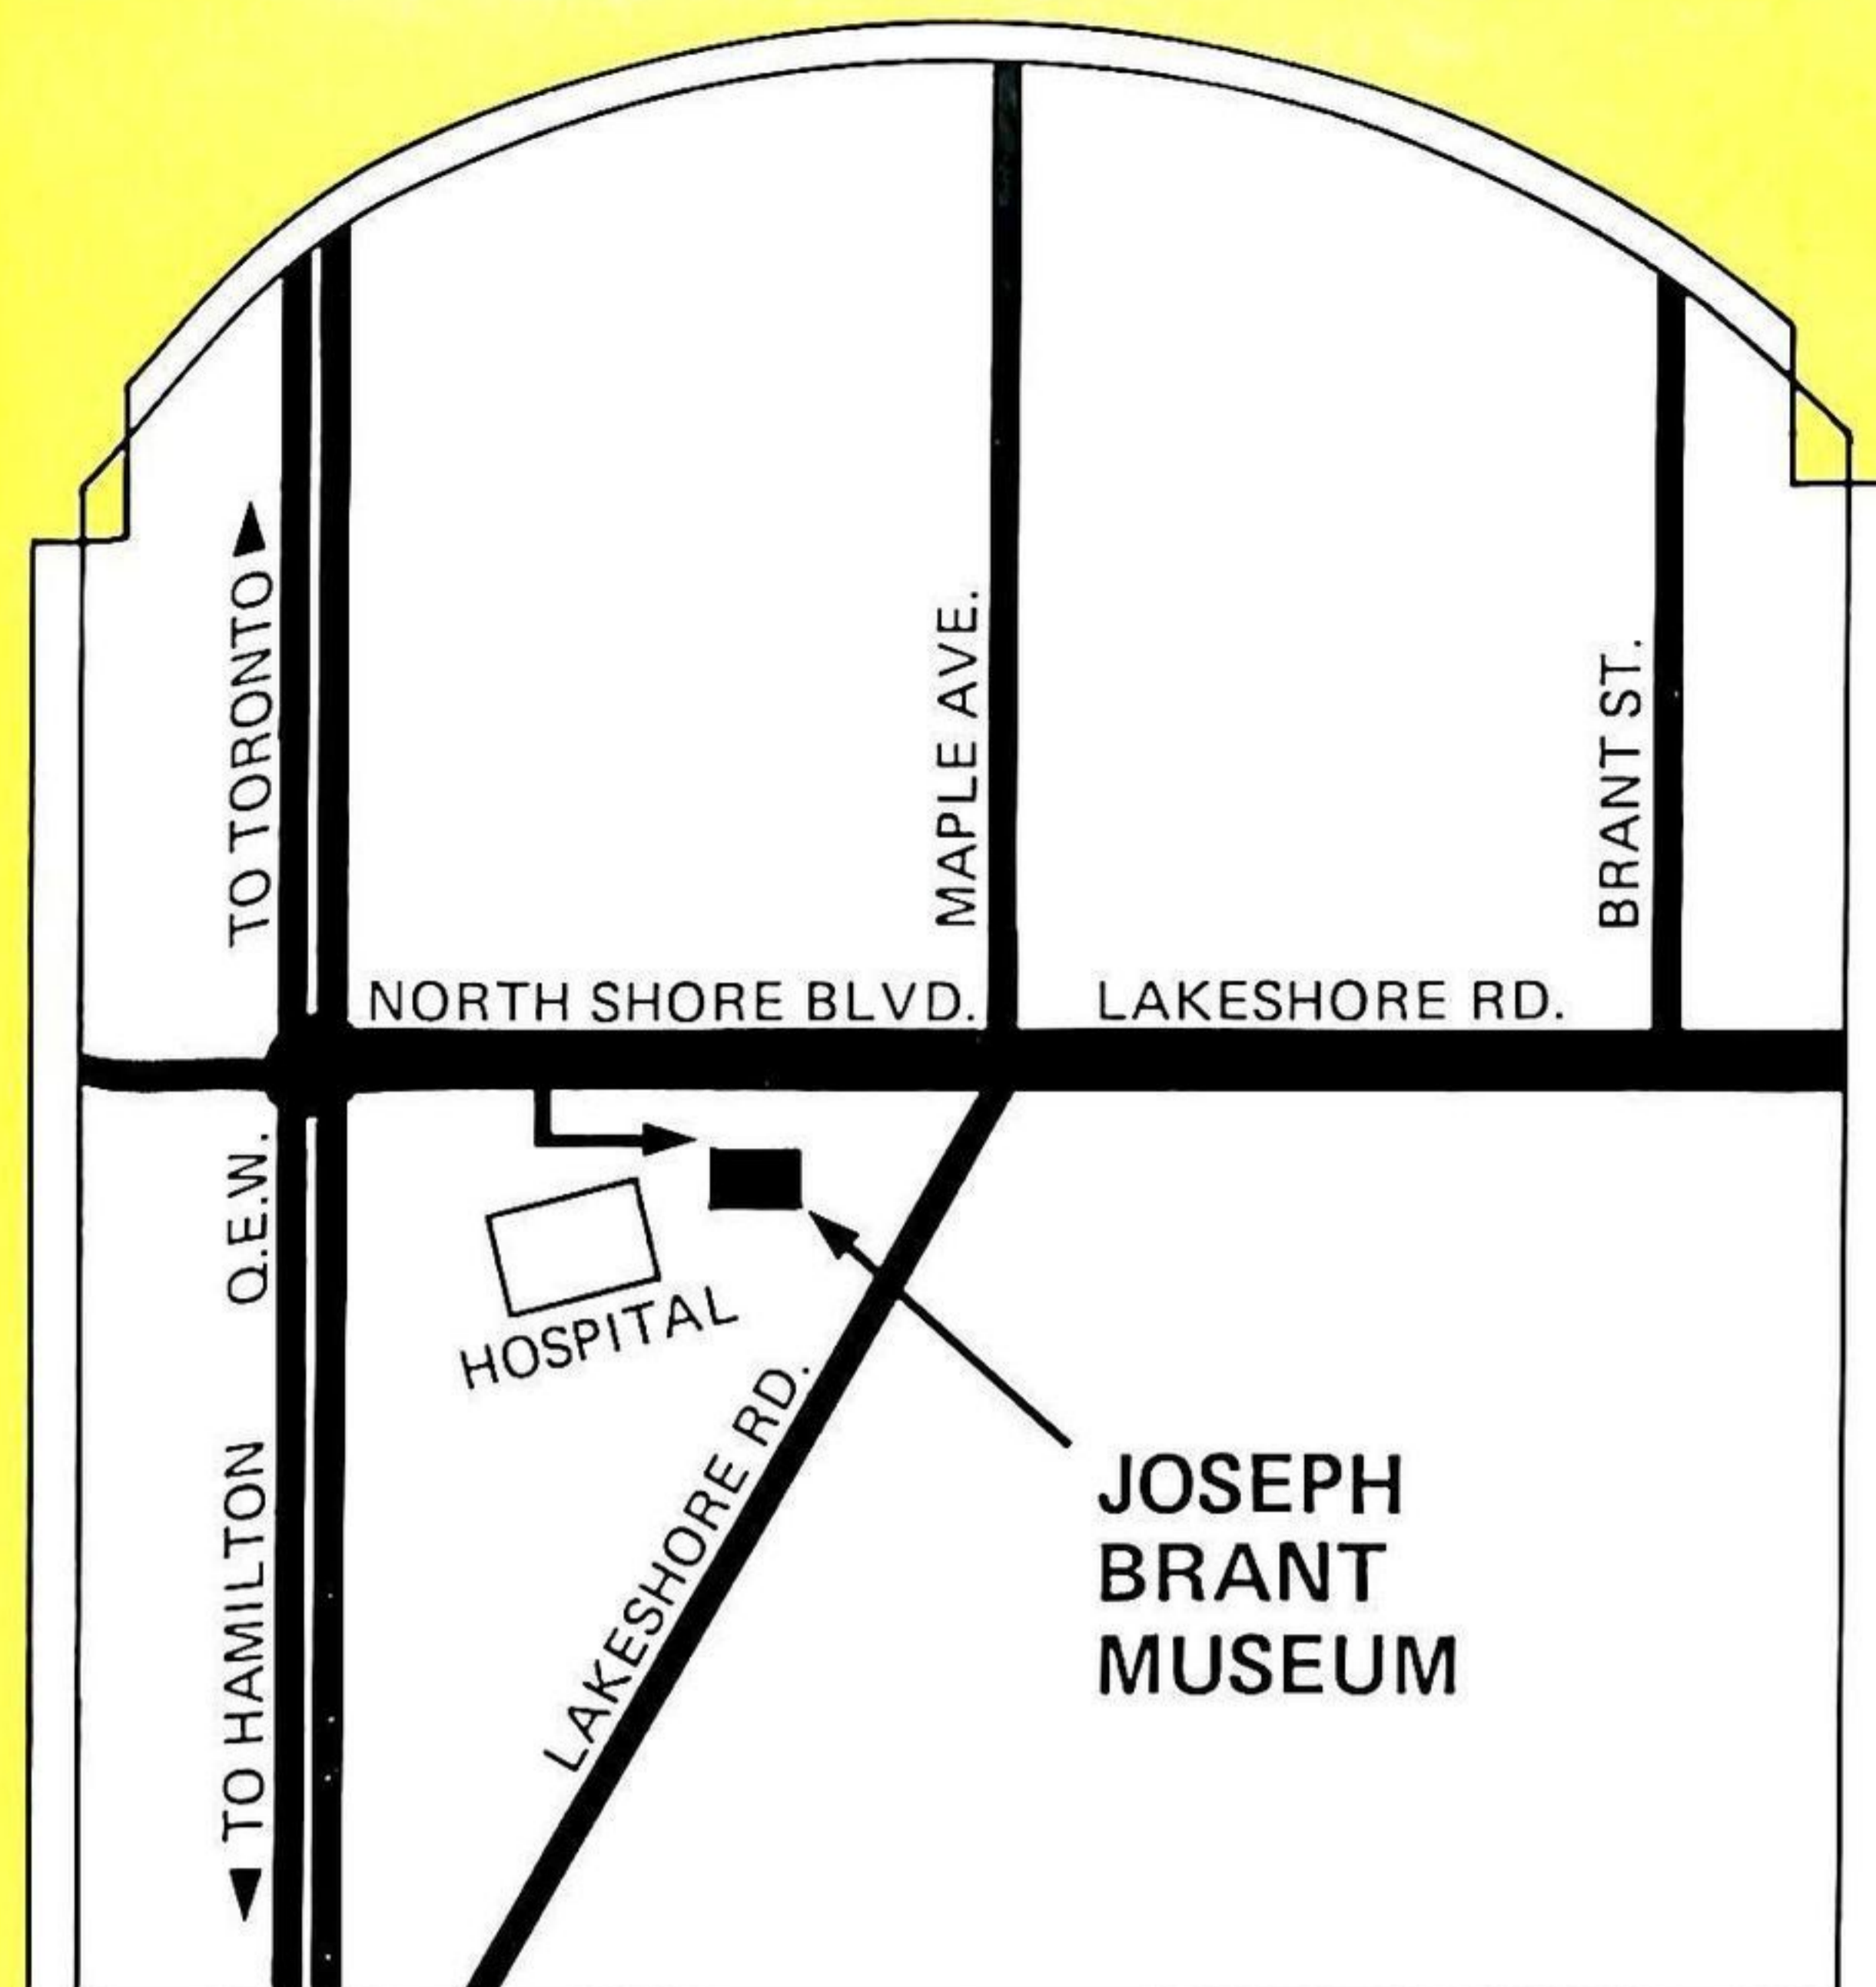 TO TORONTO
MAPLE AVE.
BRANT ST.
NORTH SHORE BLVD.
LAKESHORE RD.
Q.E.W.
HOSPITAL
LAKESHORE RD.
TO HAMILTON
JOSEPH
BRANT
MUSEUM